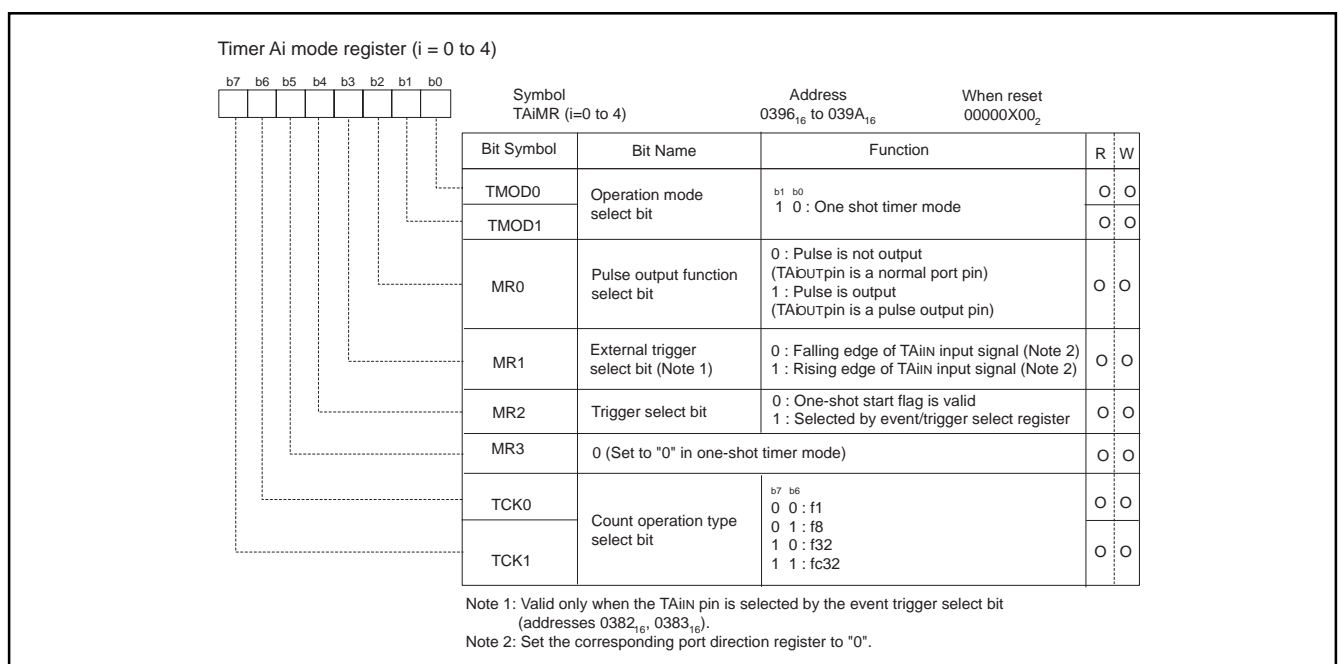 Timer Ai mode register (i = 0 to 4)
b7 b6 b5 b4 b3 b2 b1 b0
Symbol Address When reset
TAiMR (i=0 to 4) 0396₁₆ to 039A₁₆ 00000X00₂
Bit Symbol Bit Name Function R W
TMOD0 O O
Operation mode
select bit
b1 b0
1 0 : One shot timer mode
TMOD1 O O
MR0
Pulse output function
select bit
0 : Pulse is not output
(TAiOUTpin is a normal port pin)
1 : Pulse is output
(TAiOUTpin is a pulse output pin)
O O
MR1
External trigger
select bit (Note 1)
0 : Falling edge of TAiIN input signal (Note 2)
1 : Rising edge of TAiIN input signal (Note 2)
O O
MR2
Trigger select bit
0 : One-shot start flag is valid
1 : Selected by event/trigger select register
O O
MR3 0 (Set to "0" in one-shot timer mode) O O
TCK0 O O
Count operation type
select bit
b7 b6
0 0 : f1
0 1 : f8
1 0 : f32
1 1 : fc32
TCK1 O O
Note 1: Valid only when the TAiIN pin is selected by the event trigger select bit
(addresses 0382₁₆, 0383₁₆).
Note 2: Set the corresponding port direction register to "0".